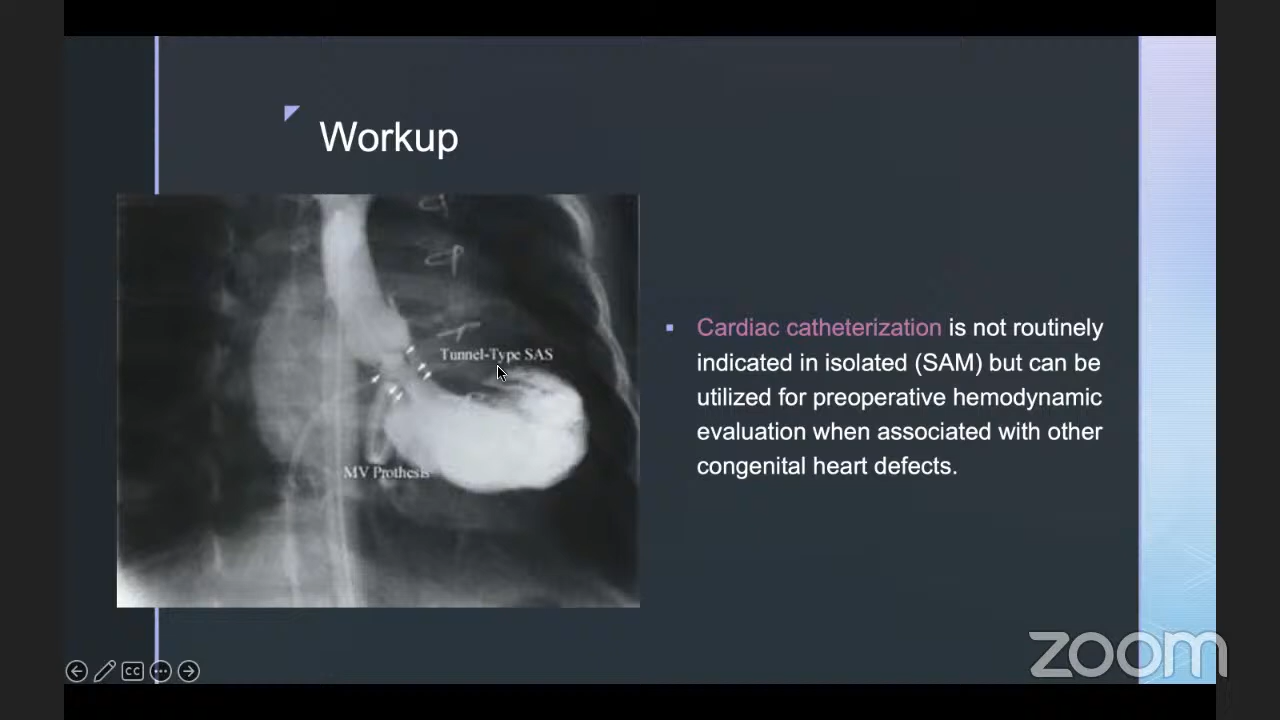 Workup
Tunnel-Type SAS
MV Prothesis
▪ Cardiac catheterization is not routinely
indicated in isolated (SAM) but can be
utilized for preoperative hemodynamic
evaluation when associated with other
congenital heart defects.
CC
zoom